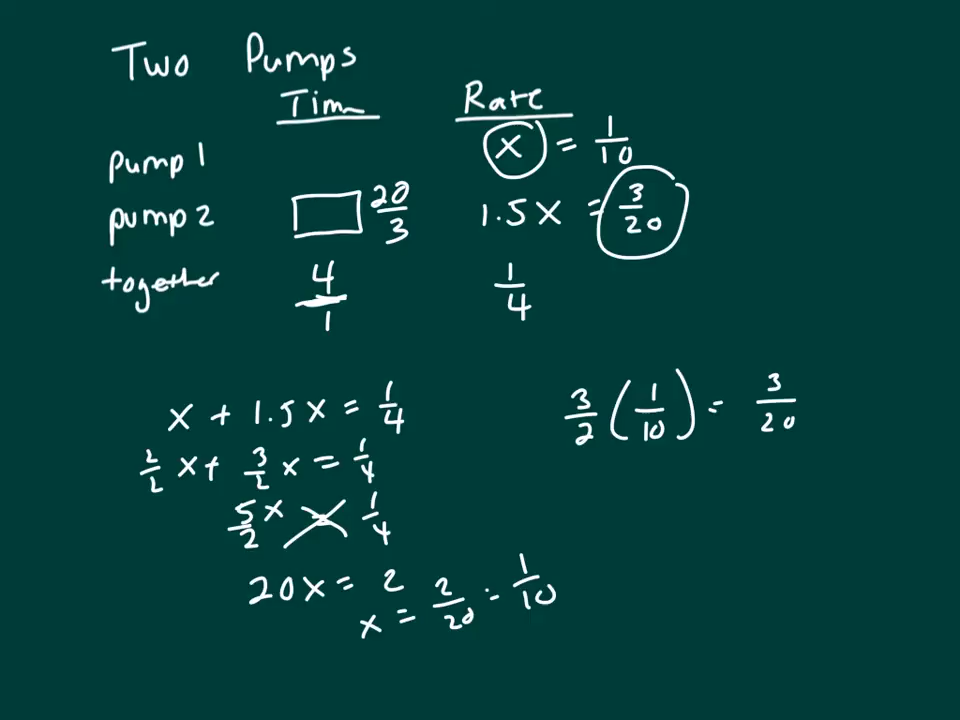 Two Pumps
Time Rate
pump 1 x = 1/10
pump 2 20/3 1.5x = 3/20
together 4/1 1/4
x + 1.5x = 1/4
3/2 (1/10) = 3/20
2/2 x + 3/2 x = 1/4
5/2 x = 1/4
20x = 2
x = 2/20 = 1/10